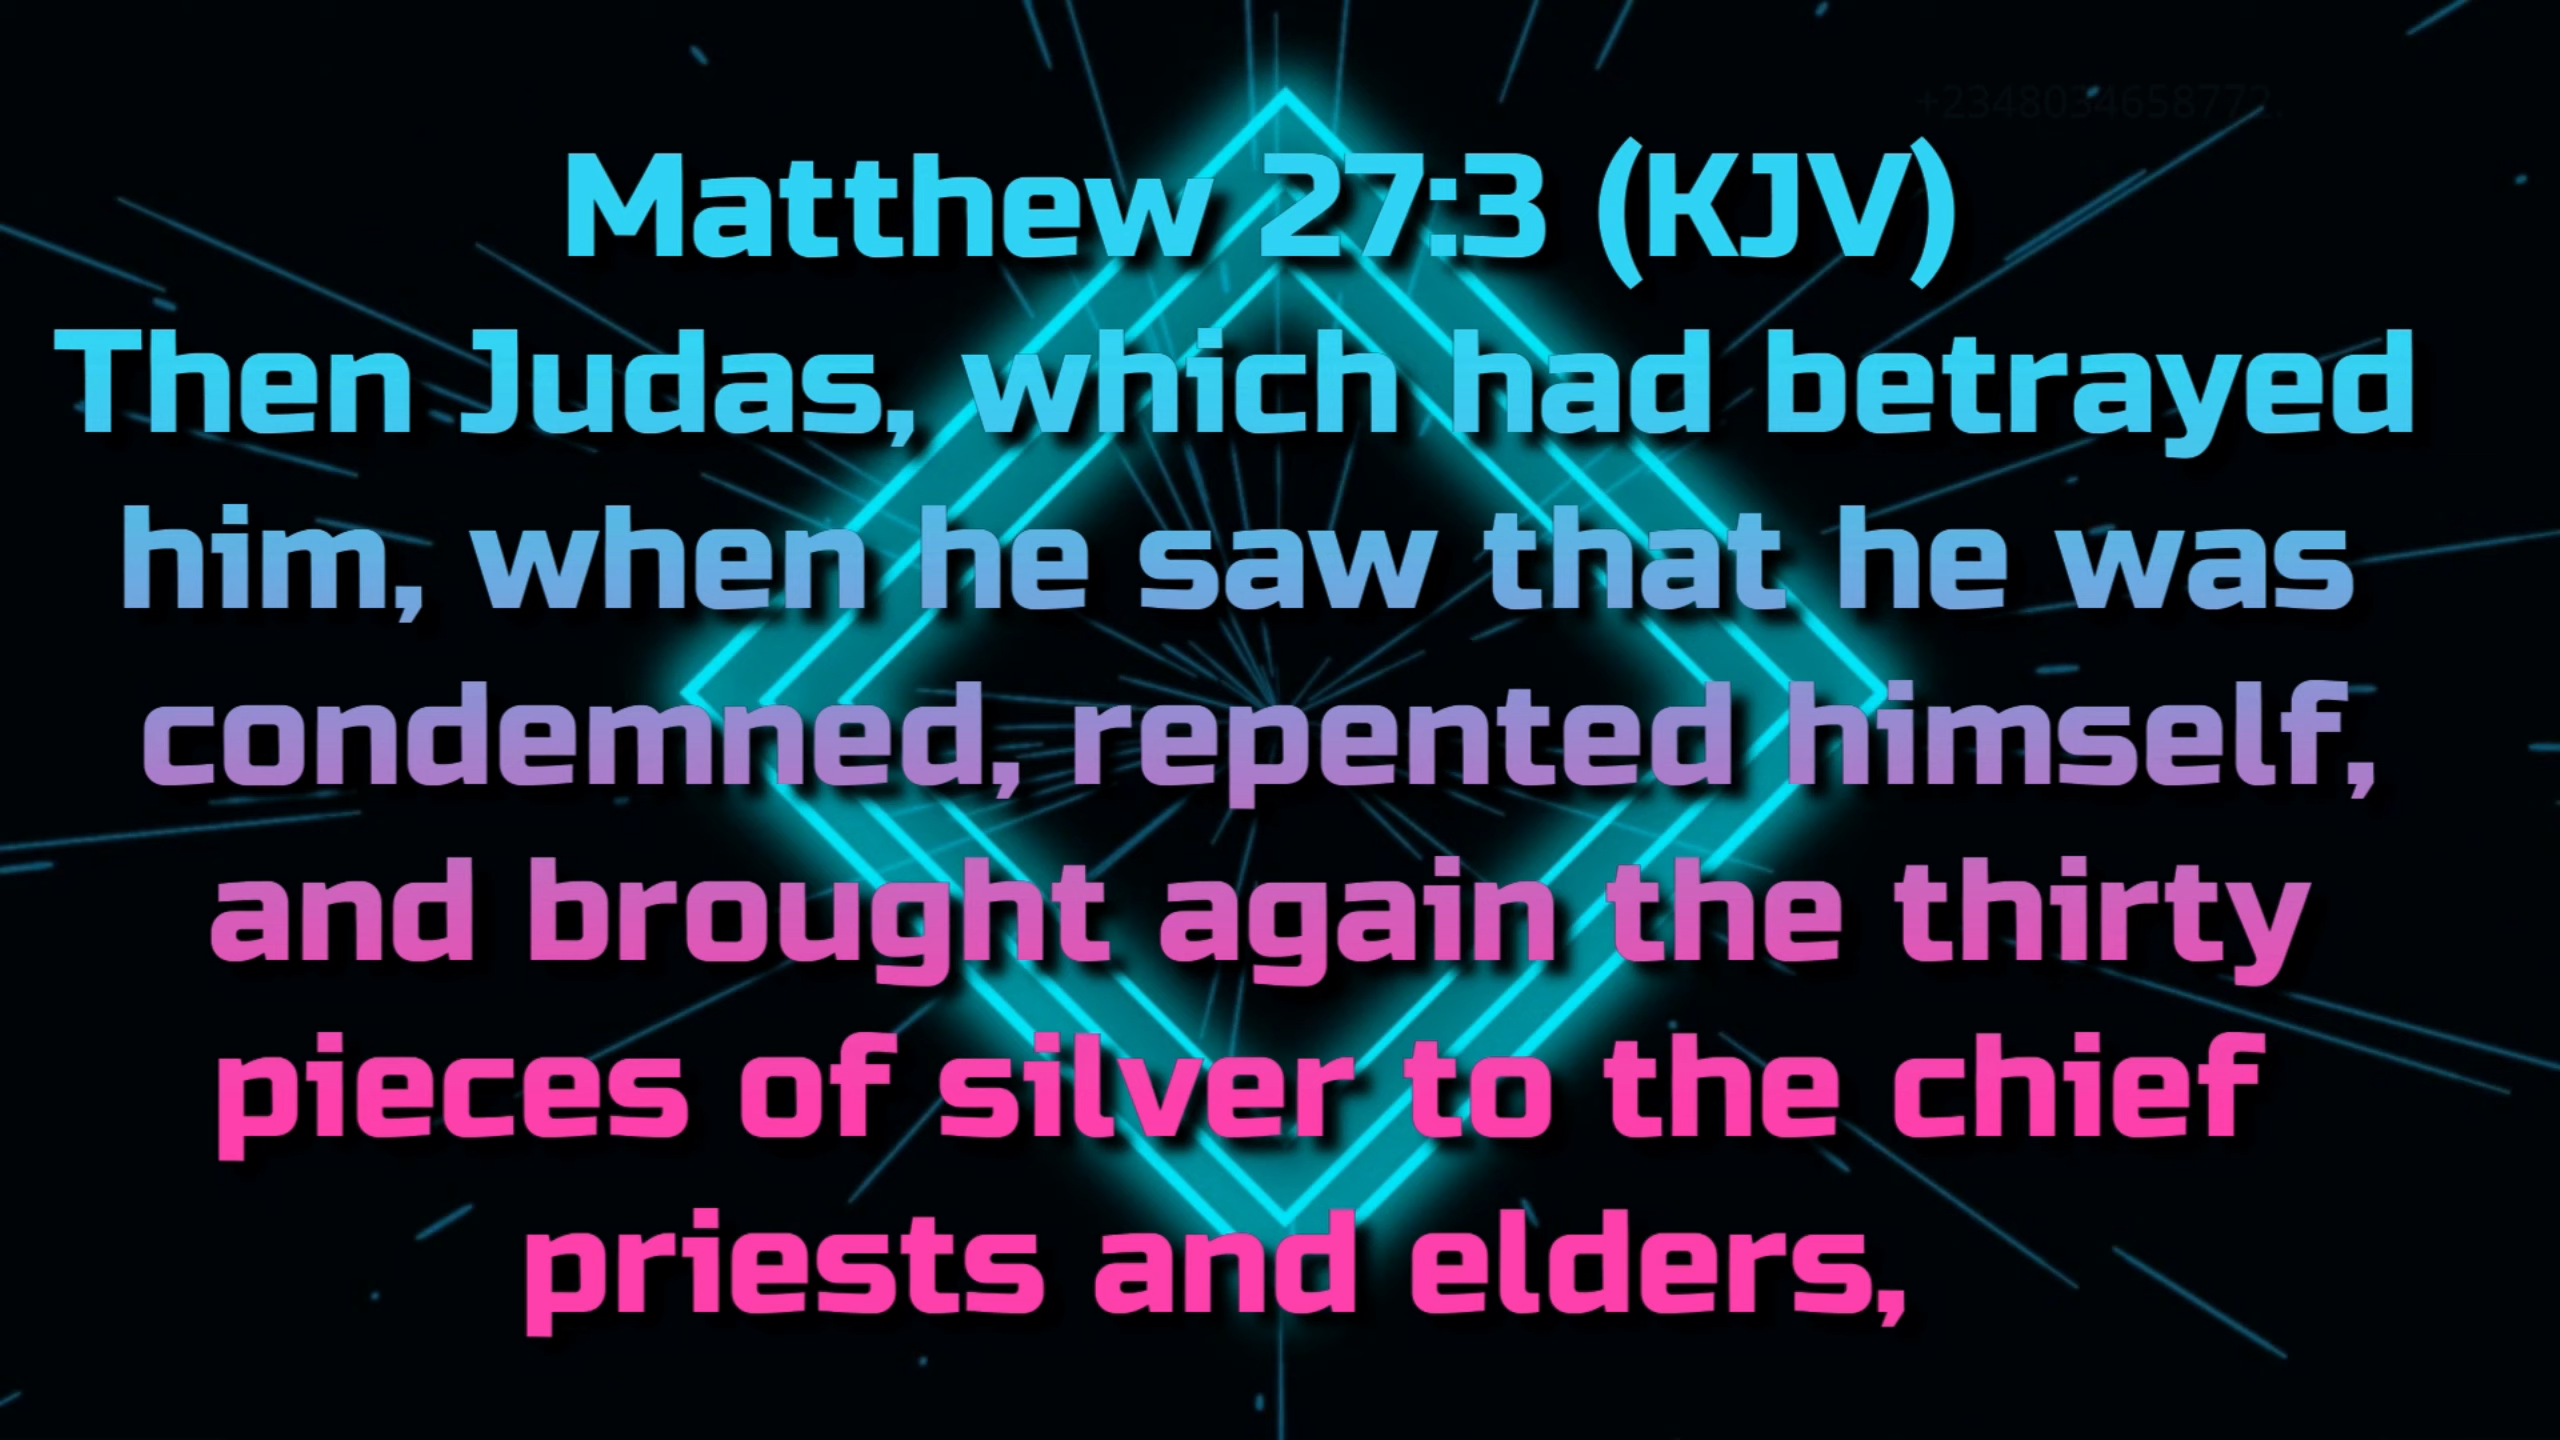 +2348034658772.
Matthew 27:3 (KJV)
Then Judas, which had betrayed
him, when he saw that he was
condemned, repented himself,
and brought again the thirty
pieces of silver to the chief
priests and elders,